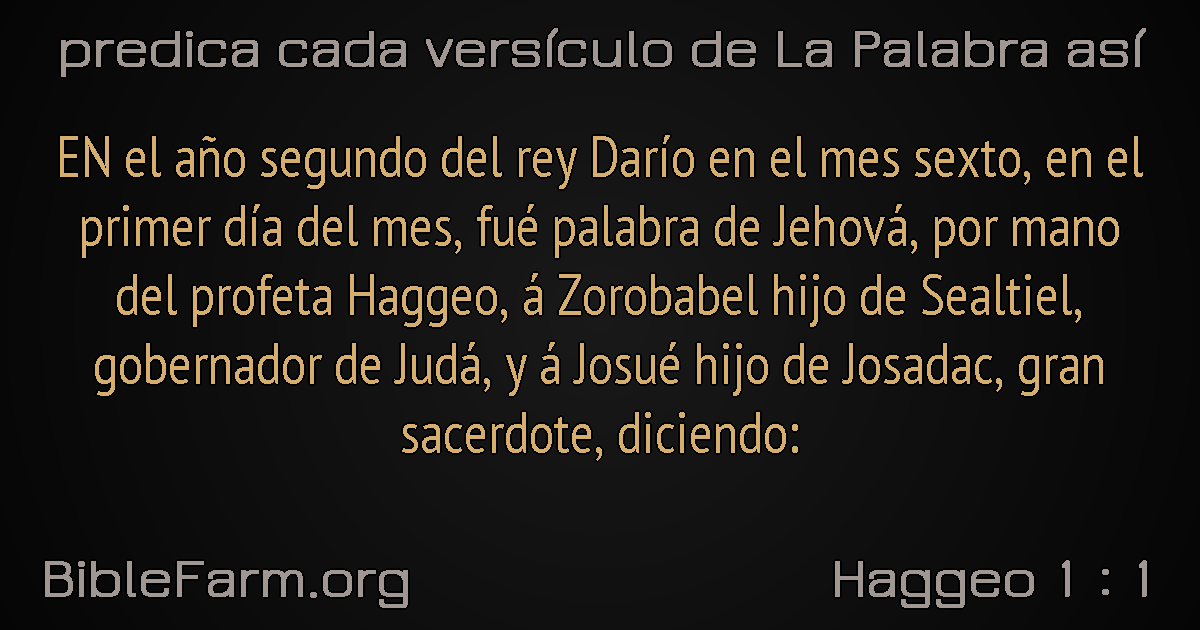 predica cada versículo de La Palabra así
EN el año segundo del rey Darío en el mes sexto, en el
primer día del mes, fué palabra de Jehová, por mano
del profeta Haggeo, á Zorobabel hijo de Sealtiel,
gobernador de Judá, y á Josué hijo de Josadac, gran
sacerdote, diciendo:
BibleFarm.org
Haggeo 1 : 1